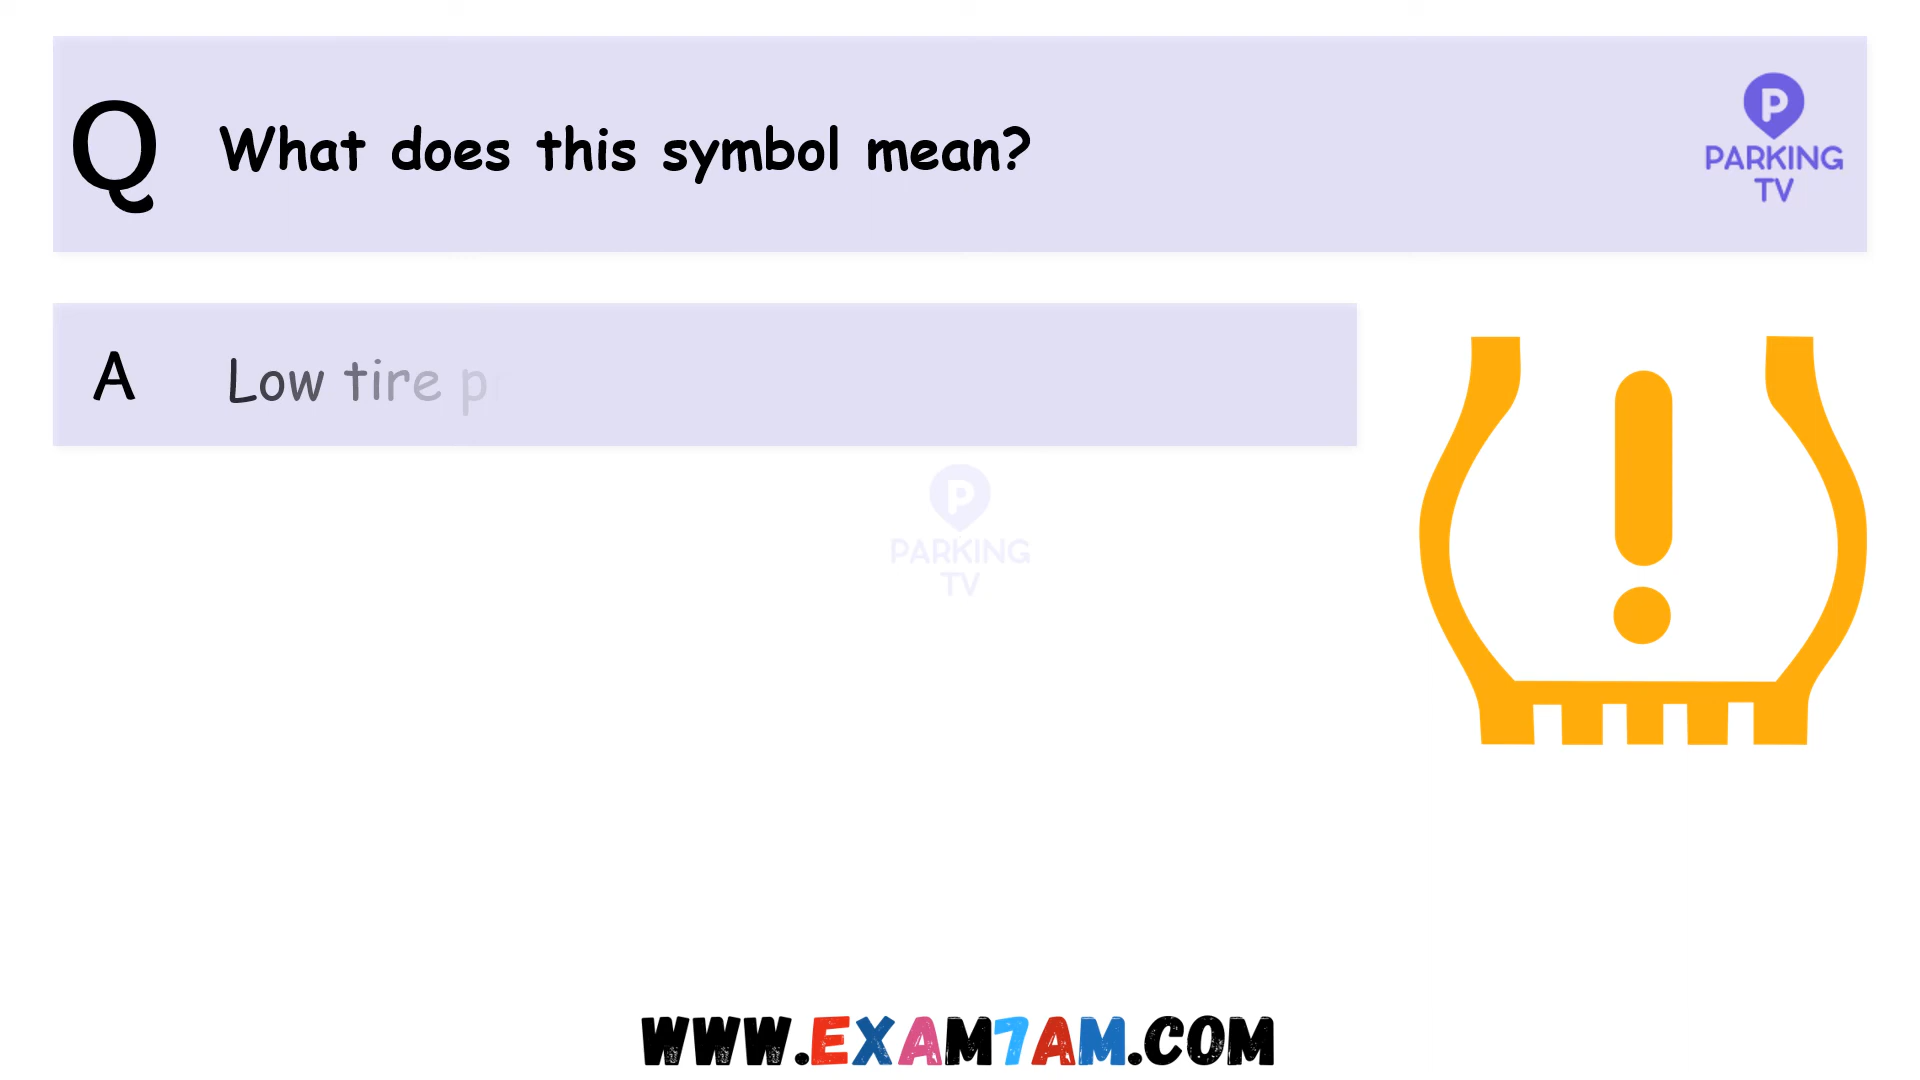 Q What does this symbol mean?
P
PARKING
TV
A Low tire p
P
PARKING
TV
WWW.EXAM7AM.COM